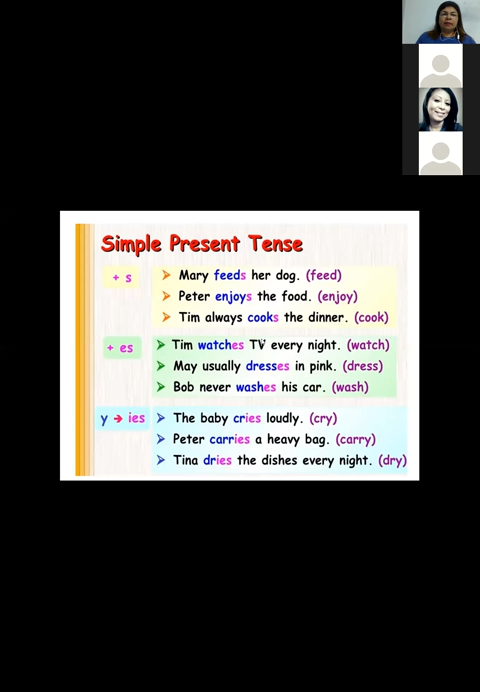 Simple Present Tense
+ s
Mary feeds her dog. (feed)
Peter enjoys the food. (enjoy)
Tim always cooks the dinner. (cook)
+ es
Tim watches TV every night. (watch)
May usually dresses in pink. (dress)
Bob never washes his car. (wash)
y → ies
The baby cries loudly. (cry)
Peter carries a heavy bag. (carry)
Tina dries the dishes every night. (dry)